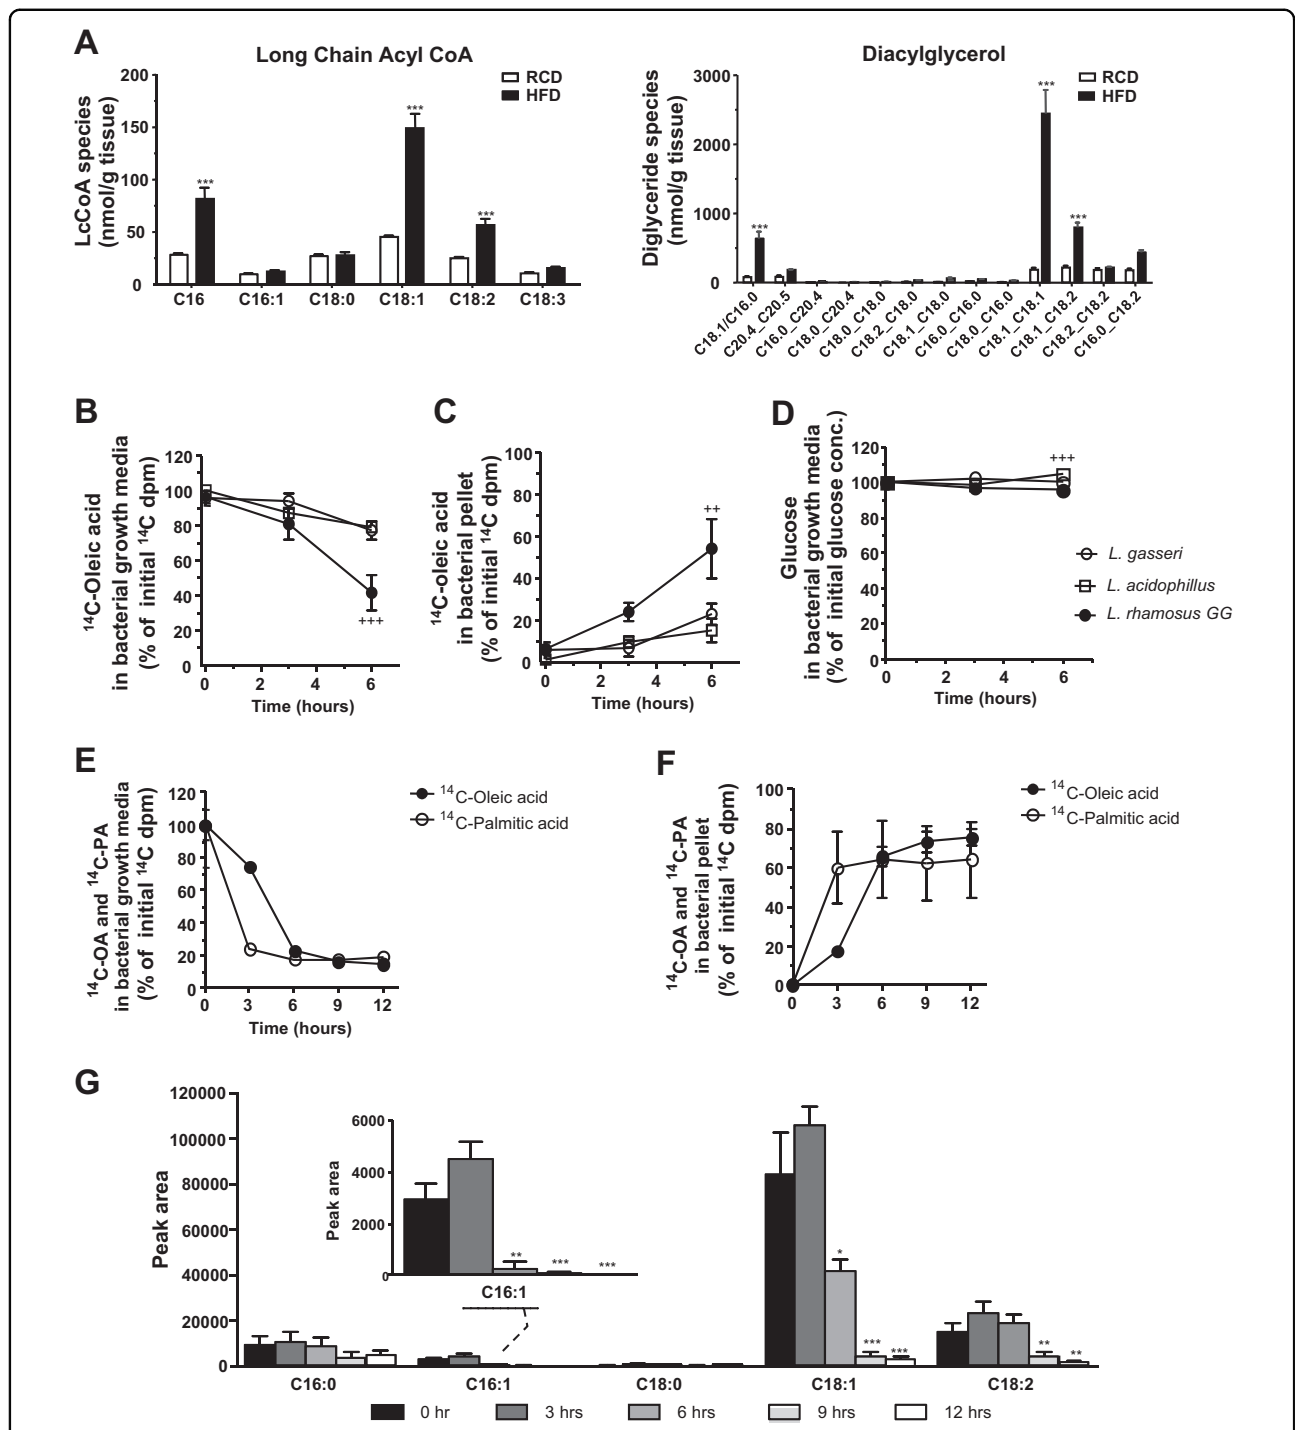 A
Long Chain Acyl CoA
LcCoA species
(nmol/g tissue)
200
150
100
50
0
RCD
HFD
***
***
***
C16
C16:1
C18:0
C18:1
C18:2
C18:3
Diacylglycerol
Diglyceride species
(nmol/g tissue)
3000
2000
1000
0
RCD
HFD
***
***
***
C18.1/C16.0
C20.4_C20.5
C16.0_C20.4
C18.0_C20.4
C18.0_C18.0
C18.2_C18.0
C18.1_C18.0
C16.0_C16.0
C18.0_C16.0
C18.1_C18.1
C18.1_C18.2
C18.2_C18.2
C16.0_C18.2
B
14C-Oleic acid
in bacterial growth media
(% of initial 14C dpm)
120
100
80
60
40
20
0
+++
0 2 4 6
Time (hours)
C
14C-oleic acid
in bacterial pellet
(% of initial 14C dpm)
100
80
60
40
20
0
++
0 2 4 6
Time (hours)
D
Glucose
in bacterial growth media
(% of initial glucose conc.)
120
100
80
60
40
20
0
+++
0 2 4 6
Time (hours)
L. gasseri
L. acidophillus
L. rhamosus GG
E
14C-OA and 14C-PA
in bacterial growth media
(% of initial 14C dpm)
120
100
80
60
40
20
0
0 3 6 9 12
Time (hours)
14C-Oleic acid
14C-Palmitic acid
F
14C-OA and 14C-PA
in bacterial pellet
(% of initial 14C dpm)
100
80
60
40
20
0
0 3 6 9 12
14C-Oleic acid
14C-Palmitic acid
G
Peak area
120000
100000
80000
60000
40000
20000
0
Peak area
6000
4000
2000
0
**
***
***
C16:1
*
***
***
**
**
C16:0
C16:1
C18:0
C18:1
C18:2
0 hr
3 hrs
6 hrs
9 hrs
12 hrs